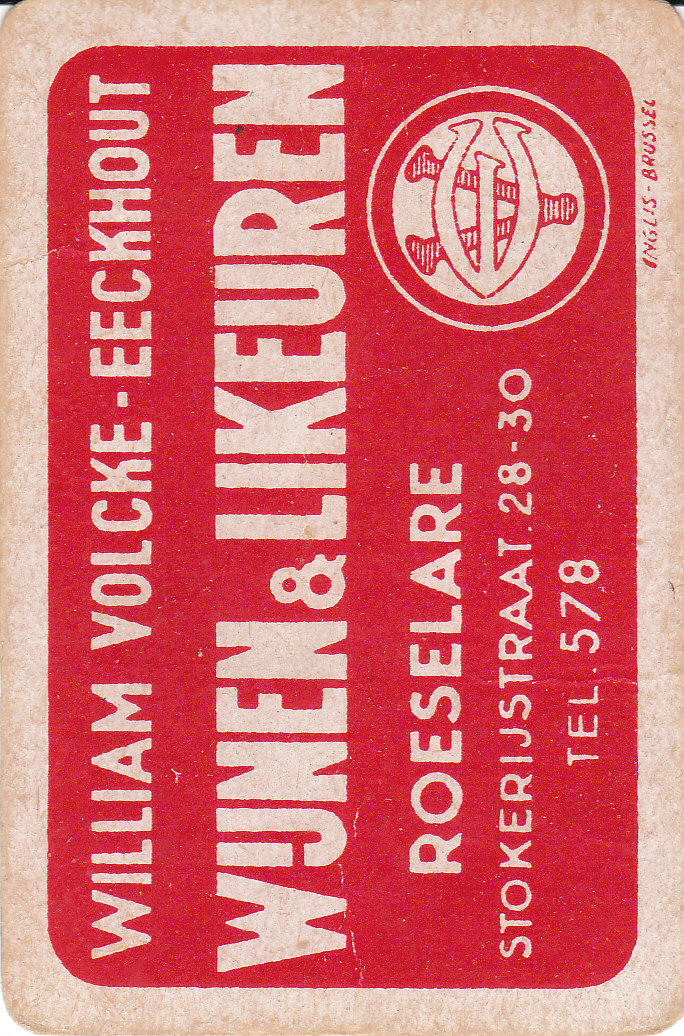 WILLIAM VOLCKE - EECKHOUT
WIJNEN & LIKEUREN
ROESELARE
STOKERIJSTRAAT. 28-30
TEL. 578
INGLIS - BRUSSEL